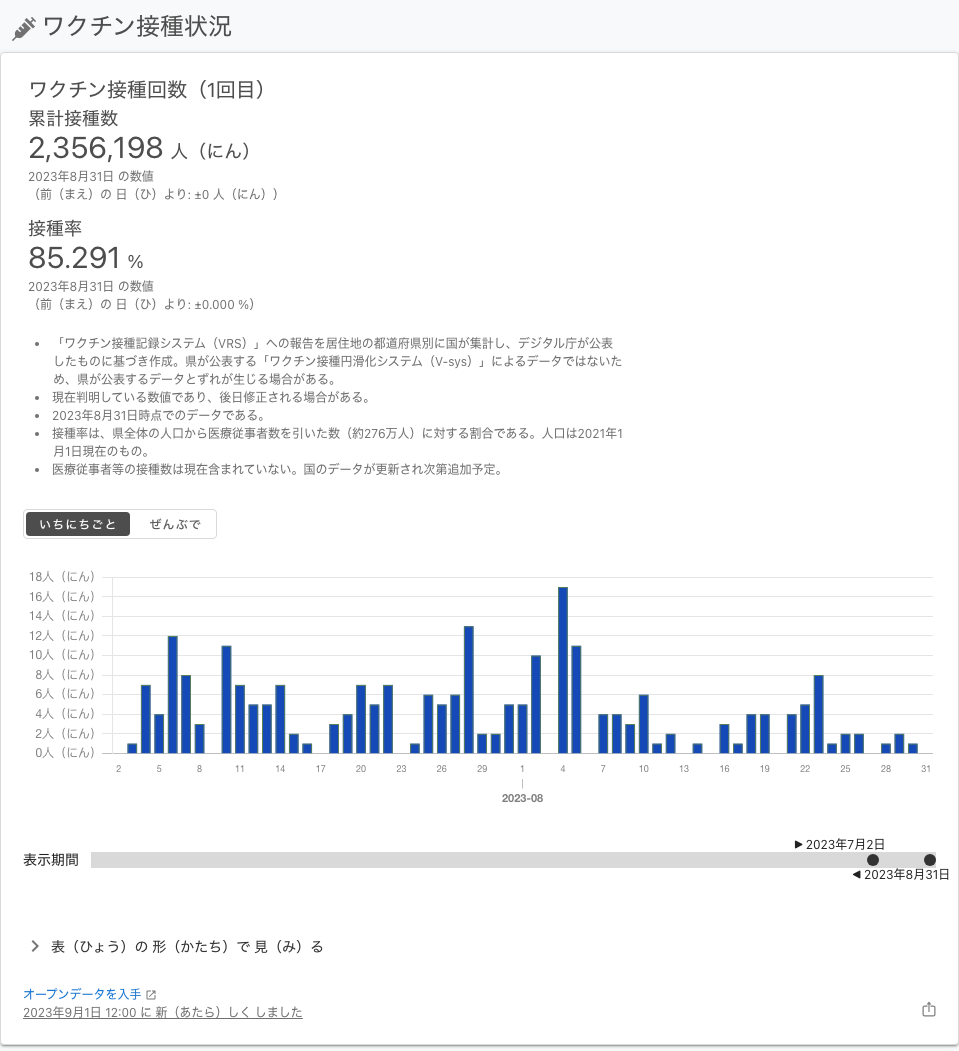 ワクチン接種状況
ワクチン接種回数（1回目）
累計接種数
2,356,198 人（にん）
2023年8月31日 の数値
（前（まえ）の 日（ひ）より: ±0 人（にん））
接種率
85.291 %
2023年8月31日 の数値
（前（まえ）の 日（ひ）より: ±0.000 %）
• 「ワクチン接種記録システム（VRS）」への報告を居住地の都道府県別に国が集計し、デジタル庁が公表
したものに基づき作成。県が公表する「ワクチン接種円滑化システム（V-sys）」によるデータではないた
め、県が公表するデータとずれが生じる場合がある。
• 現在判明している数値であり、後日修正される場合がある。
• 2023年8月31日時点でのデータである。
• 接種率は、県全体の人口から医療従事者数を引いた数（約276万人）に対する割合である。人口は2021年1
月1日現在のもの。
• 医療従事者等の接種数は現在含まれていない。国のデータが更新され次第追加予定。
いちにちごと ぜんぶで
18人（にん）
16人（にん）
14人（にん）
12人（にん）
10人（にん）
8人（にん）
6人（にん）
4人（にん）
2人（にん）
0人（にん）
2 5 8 11 14 17 20 23 26 29 1 4 7 10 13 16 19 22 25 28 31
2023-08
▶ 2023年7月2日
表示期間
◀ 2023年8月31日
表（ひょう）の 形（かたち）で 見（み）る
オープンデータを入手
2023年9月1日 12:00 に 新（あたら）しく しました